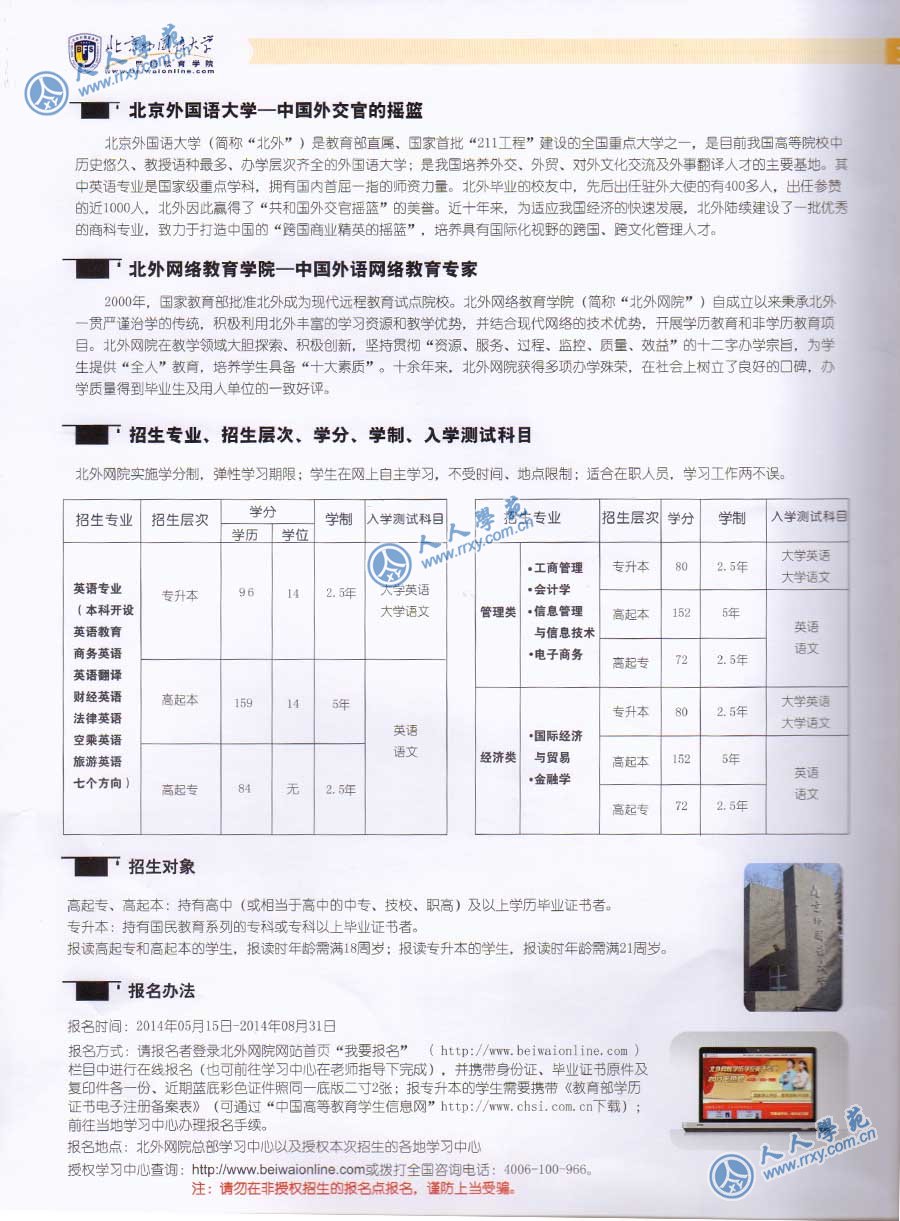 北京外国语大学
网络教育学院
www.beiwaionline.com
人人學苑
www.rrxy.com.cn
北京外国语大学—中国外交官的摇篮
北京外国语大学（简称“北外”）是教育部直属、国家首批“211工程”建设的全国重点大学之一，是目前我国高等院校中
历史悠久、教授语种最多、办学层次齐全的外国语大学；是我国培养外交、外贸、对外文化交流及外事翻译人才的主要基地。其
中英语专业是国家级重点学科，拥有国内首屈一指的师资力量。北外毕业的校友中，先后出任驻外大使的有400多人，出任参赞
的近1000人，北外因此赢得了“共和国外交官摇篮”的美誉。近十年来，为适应我国经济的快速发展，北外陆续建设了一批优秀
的商科专业，致力于打造中国的“跨国商业精英的摇篮”，培养具有国际化视野的跨国、跨文化管理人才。
北外网络教育学院—中国外语网络教育专家
2000年，国家教育部批准北外成为现代远程教育试点院校。北外网络教育学院（简称“北外网院”）自成立以来秉承北外
一贯严谨治学的传统，积极利用北外丰富的学习资源和教学优势，并结合现代网络的技术优势，开展学历教育和非学历教育项
目。北外网院在教学领域大胆探索、积极创新，坚持贯彻“资源、服务、过程、监控、质量、效益”的十二字办学宗旨，为学
生提供“全人”教育，培养学生具备“十大素质”。十余年来，北外网院获得多项办学殊荣，在社会上树立了良好的口碑，办
学质量得到毕业生及用人单位的一致好评。
招生专业、招生层次、学分、学制、入学测试科目
北外网院实施学分制，弹性学习期限；学生在网上自主学习，不受时间、地点限制；适合在职人员，学习工作两不误。
招生专业 招生层次 学分 学制 入学测试科目
学历 学位
英语专业
（本科开设
英语教育
商务英语
英语翻译
财经英语
法律英语
空乘英语
旅游英语
七个方向）
专升本 96 14 2.5年 大学英语
大学语文
高起本 159 14 5年
英语
语文
高起专 84 无 2.5年
招生专业 招生层次 学分 学制 入学测试科目
管理类
•工商管理
•会计学
•信息管理
与信息技术
•电子商务
专升本 80 2.5年 大学英语
大学语文
高起本 152 5年
英语
语文
高起专 72 2.5年
经济类
•国际经济
与贸易
•金融学
专升本 80 2.5年 大学英语
大学语文
高起本 152 5年
英语
语文
高起专 72 2.5年
人人學苑
www.rrxy.com.cn
招生对象
高起专、高起本：持有高中（或相当于高中的中专、技校、职高）及以上学历毕业证书者。
专升本：持有国民教育系列的专科或专科以上毕业证书者。
报读高起专和高起本的学生，报读时年龄需满18周岁；报读专升本的学生，报读时年龄需满21周岁。
北京外国语大学
报名办法
报名时间：2014年05月15日-2014年08月31日
报名方式：请报名者登录北外网院网站首页“我要报名”（http://www.beiwaionline.com）
栏目中进行在线报名（也可前往学习中心在老师指导下完成），并携带身份证、毕业证书原件及
复印件各一份、近期蓝底彩色证件照同一底版二寸2张；报专升本的学生需要携带《教育部学历
证书电子注册备案表》（可通过“中国高等教育学生信息网”http://www.chsi.com.cn下载）；
前往当地学习中心办理报名手续。
报名地点：北外网院总部学习中心以及授权本次招生的各地学习中心
授权学习中心查询：http://www.beiwaionline.com或拨打全国咨询电话：4006-100-966。
注：请勿在非授权招生的报名点报名，谨防上当受骗。
人人學苑
www.rrxy.com.cn